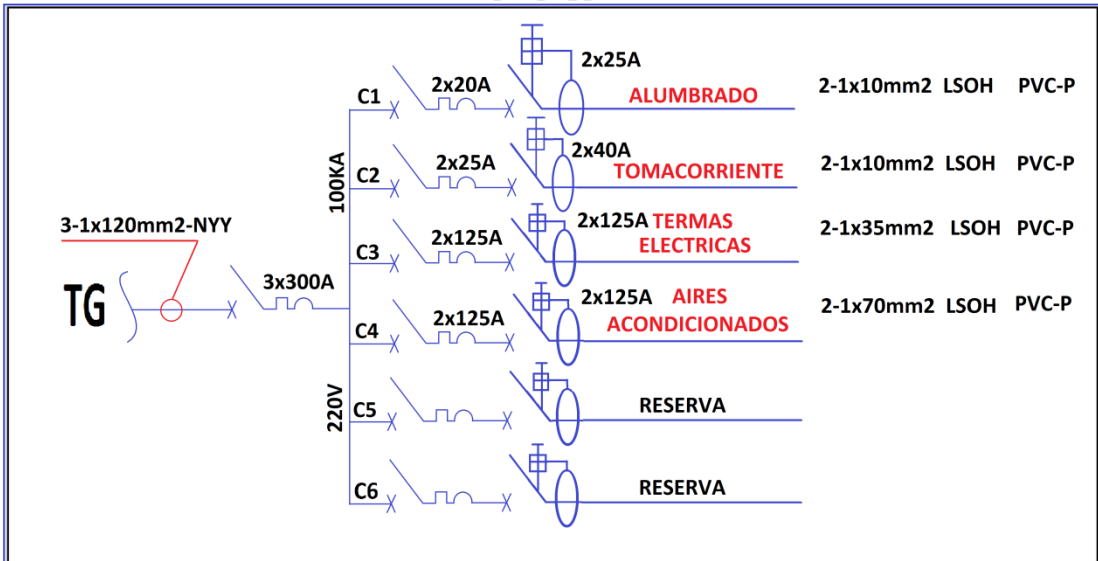 2x25A
C1
2x20A
ALUMBRADO
2-1x10mm2 LSOH PVC-P
100KA
2x40A
C2
2x25A
TOMACORRIENTE
2-1x10mm2 LSOH PVC-P
3-1x120mm2-NYY
2x125A
TERMAS
ELECTRICAS
2-1x35mm2 LSOH PVC-P
C3
2x125A
TG
3x300A
2x125A
AIRES
ACONDICIONADOS
2-1x70mm2 LSOH PVC-P
C4
2x125A
220V
C5
RESERVA
C6
RESERVA